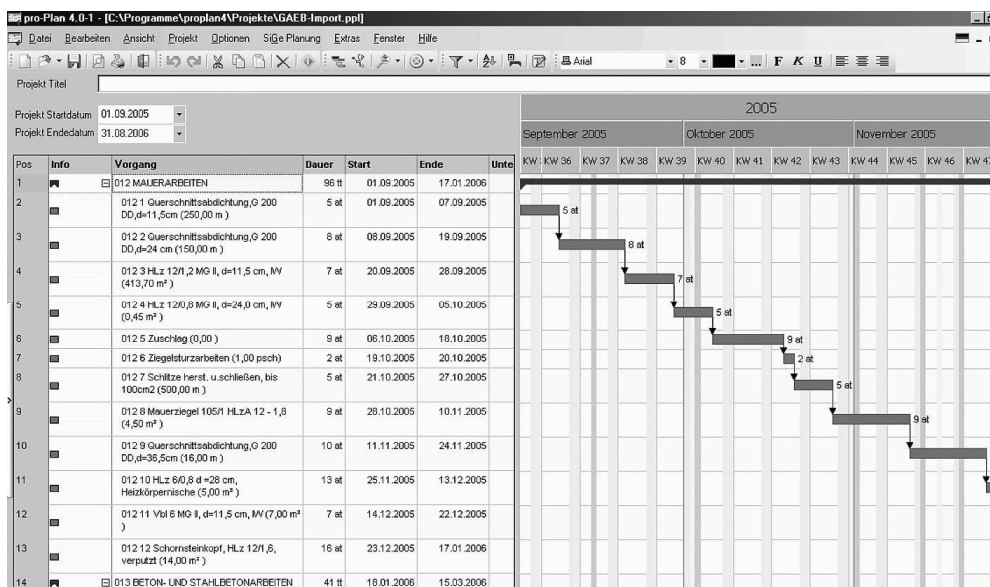 pro-Plan 4.0-1 - [C:\Programme\proplan4\Projekte\GAEB-Import.ppl]
Datei Bearbeiten Ansicht Projekt Optionen SiGe Planung Extras Fenster Hilfe
Arial 8 ... F K U
Projekt Titel
Projekt Startdatum 01.09.2005
Projekt Endedatum 31.08.2006
2005
September 2005 Oktober 2005 November 2005
Pos Info Vorgang Dauer Start Ende Unte KW KW 36 KW 37 KW 38 KW 39 KW 40 KW 41 KW 42 KW 43 KW 44 KW 45 KW 46 KW 47
1 012 MAUERARBEITEN 96 tt 01.09.2005 17.01.2006
2 012 1 Querschnittsabdichtung,G 200 5 at 01.09.2005 07.09.2005 5 at
DD,d=11,5cm (250,00 m )
3 012 2 Querschnittsabdichtung,G 200 8 at 08.09.2005 19.09.2005 8 at
DD,d=24 cm (150,00 m )
4 012 3 HLz 12/1,2 MG II, d=11,5 cm, IW 7 at 20.09.2005 28.09.2005 7 at
(413,70 m² )
5 012 4 HLz 12/0,8 MG II, d=24,0 cm, IW 5 at 29.09.2005 05.10.2005 5 at
(0,45 m² )
6 012 5 Zuschlag (0,00 ) 9 at 06.10.2005 18.10.2005 9 at
7 012 6 Ziegelsturzarbeiten (1,00 psch) 2 at 19.10.2005 20.10.2005 2 at
8 012 7 Schlitze herst. u.schließen, bis 5 at 21.10.2005 27.10.2005 5 at
100cm2 (500,00 m )
9 012 8 Mauerziegel 105/1 HLzA 12 - 1,8 9 at 28.10.2005 10.11.2005 9 at
(4,50 m² )
10 012 9 Querschnittsabdichtung,G 200 10 at 11.11.2005 24.11.2005
DD,d=36,5cm (16,00 m )
11 012 10 HLz 6/0,8 d =28 cm, 13 at 25.11.2005 13.12.2005
Heizkörpernische (5,00 m² )
12 012 11 Vbl 6 MG II, d=11,5 cm, IW (7,00 m² 7 at 14.12.2005 22.12.2005
)
13 012 12 Schornsteinkopf, HLz 12/1,6, 16 at 23.12.2005 17.01.2006
verputzt (14,00 m² )
14 013 BETON- UND STAHLBETONARBEITEN 41 tt 18.01.2006 15.03.2006